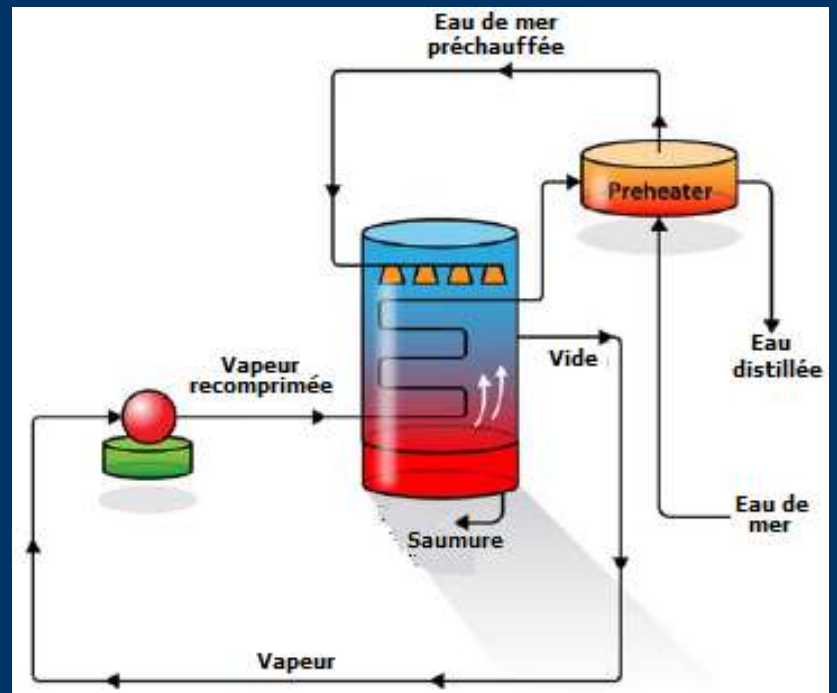 Eau de mer
préchauffée
Preheater
Eau
distillée
Vide
Vapeur
recomprimée
Eau de
mer
Saumure
Vapeur